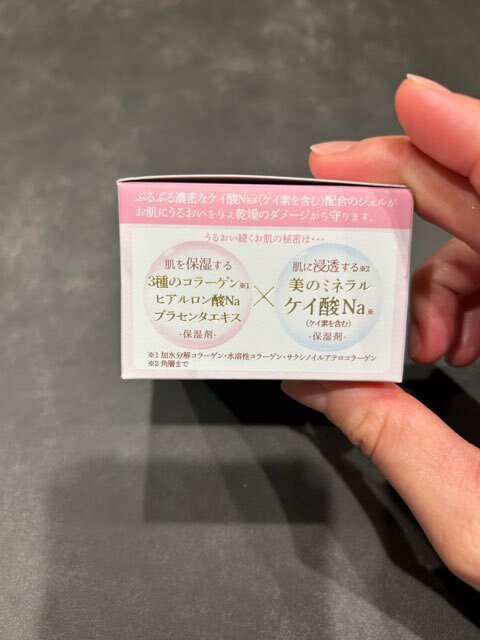 ぷるぷる濃密なケイ酸Na※(ケイ素を含む)配合のジェルが
お肌にうるおいを与え乾燥のダメージから守ります。
うるおい続くお肌の秘密は・・・
肌を保湿する
3種のコラーゲン※1
ヒアルロン酸Na
プラセンタエキス
-保湿剤-
×
肌に浸透する※2
美のミネラル
ケイ酸Na※
(ケイ素を含む)
-保湿剤-
※1 加水分解コラーゲン・水溶性コラーゲン・サクシノイルアテロコラーゲン
※2 角層まで